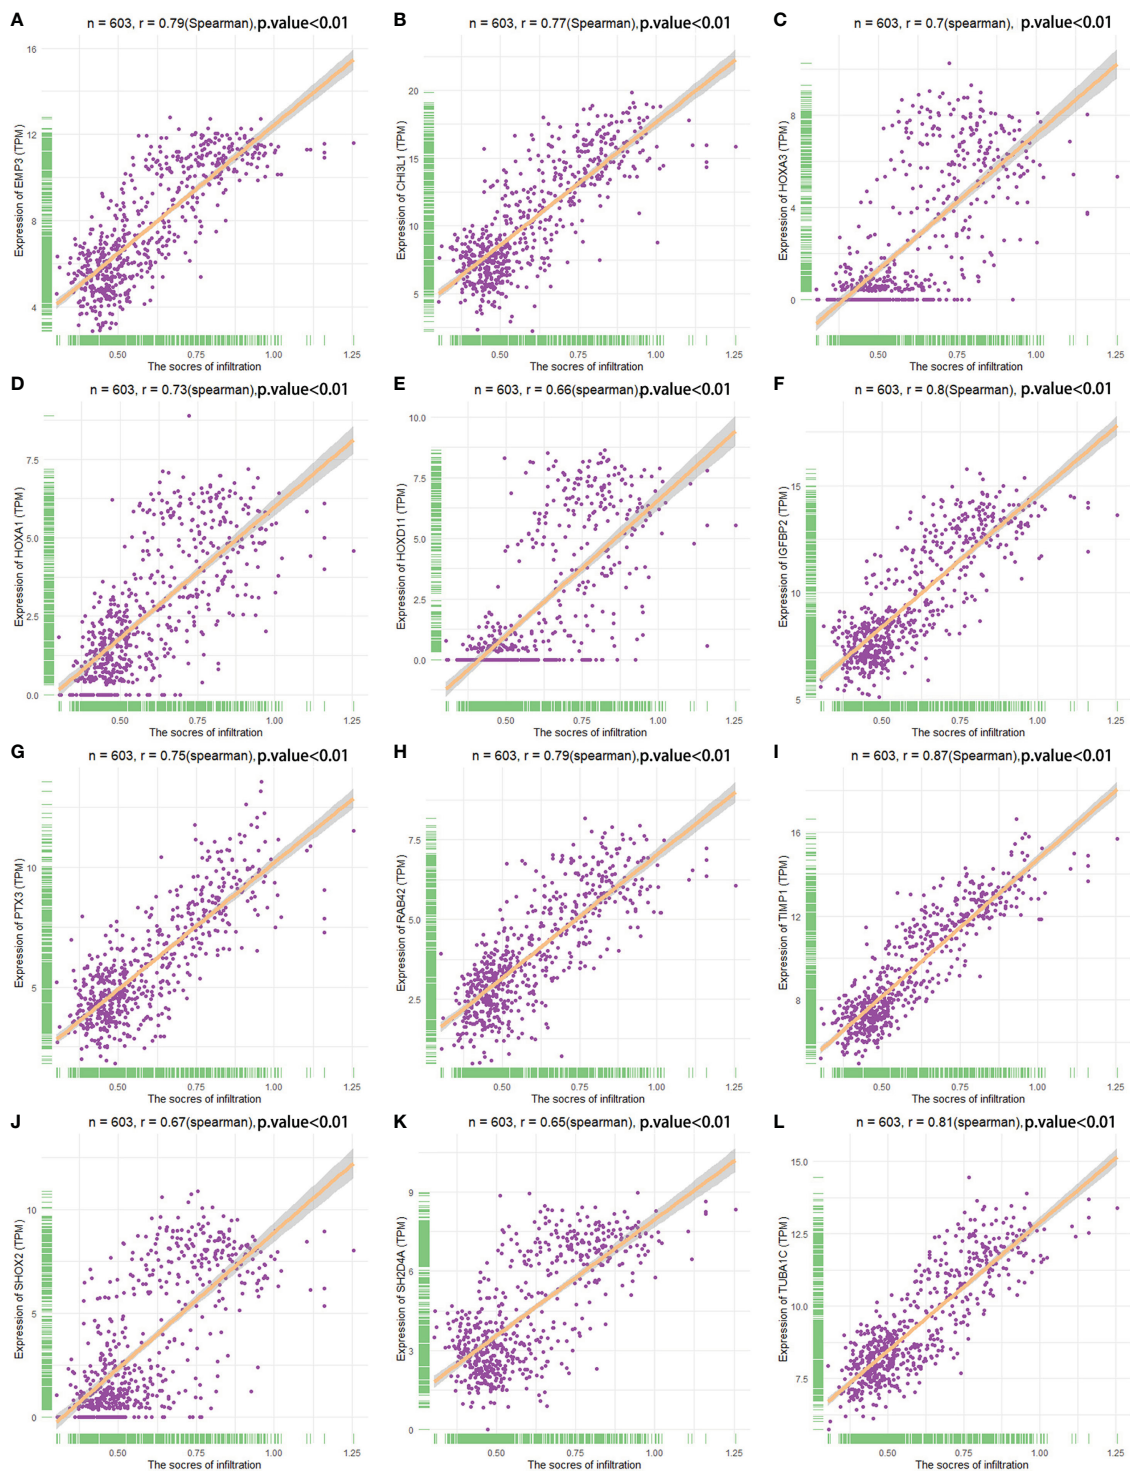 A
n = 603, r = 0.79(Spearman),p.value<0.01
16
12
8
4
Expression of EMP3 (TPM)
0.50
0.75
1.00
1.25
The socres of infiltration
B
n = 603, r = 0.77(Spearman),p.value<0.01
20
15
10
5
Expression of CHI3L1 (TPM)
0.50
0.75
1.00
1.25
The socres of infiltration
C
n = 603, r = 0.7(spearman), p.value<0.01
8
4
0
Expression of HOXA3 (TPM)
0.50
0.75
1.00
1.25
The socres of infiltration
D
n = 603, r = 0.73(spearman),p.value<0.01
7.5
5.0
2.5
0.0
Expression of HOXA1 (TPM)
0.50
0.75
1.00
1.25
The socres of infiltration
E
n = 603, r = 0.66(spearman),p.value<0.01
10.0
7.5
5.0
2.5
0.0
Expression of HOXD11 (TPM)
0.50
0.75
1.00
1.25
The socres of infiltration
F
n = 603, r = 0.8(Spearman), p.value<0.01
15
10
5
Expression of IGFBP2 (TPM)
0.50
0.75
1.00
1.25
The socres of infiltration
G
n = 603, r = 0.75(spearman),p.value<0.01
10
5
Expression of PTX3 (TPM)
0.50
0.75
1.00
1.25
The socres of infiltration
H
n = 603, r = 0.79(spearman),p.value<0.01
7.5
5.0
2.5
Expression of RAB42 (TPM)
0.50
0.75
1.00
1.25
The socres of infiltration
I
n = 603, r = 0.87(Spearman),p.value<0.01
16
12
8
Expression of TIMP1 (TPM)
0.50
0.75
1.00
1.25
The socres of infiltration
J
n = 603, r = 0.67(spearman),p.value<0.01
10
5
0
Expression of SHOX2 (TPM)
0.50
0.75
1.00
1.25
The socres of infiltration
K
n = 603, r = 0.65(spearman), p.value<0.01
9
6
3
0
Expression of SH2D4A (TPM)
0.50
0.75
1.00
1.25
The socres of infiltration
L
n = 603, r = 0.81(spearman),p.value<0.01
15.0
12.5
10.0
7.5
Expression of TUBA1C (TPM)
0.50
0.75
1.00
1.25
The socres of infiltration